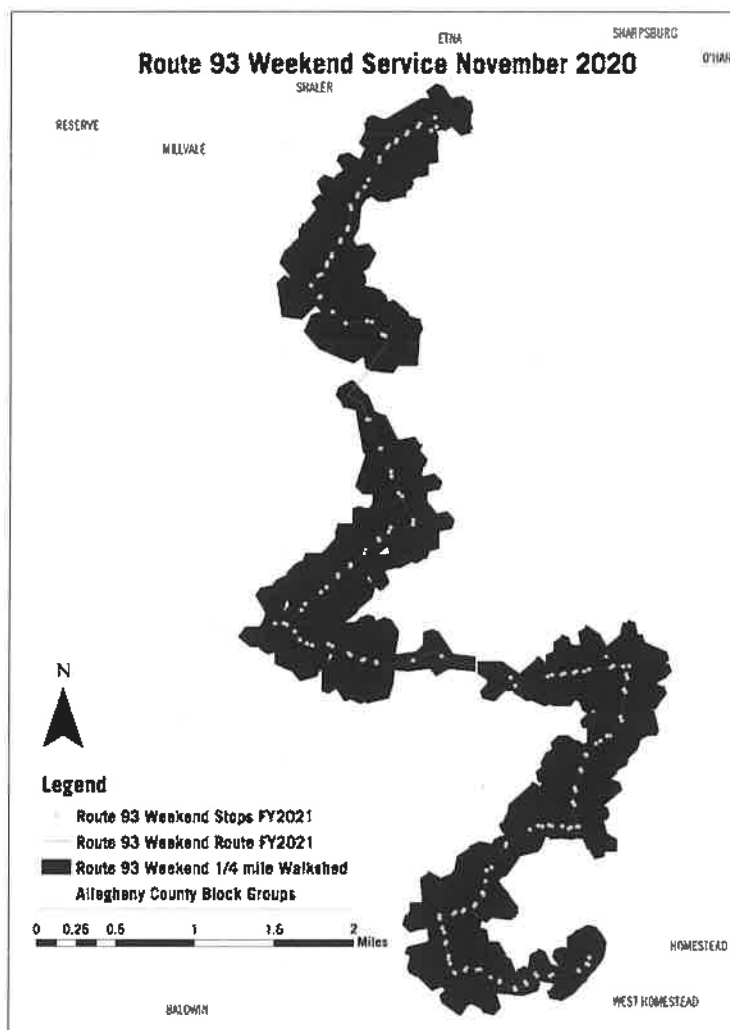 ETNA
SHARPSBURG
Route 93 Weekend Service November 2020
O'HAR
SHALER
RESERVE
MILLVALE
N
Legend
Route 93 Weekend Stops FY2021
Route 93 Weekend Route FY2021
Route 93 Weekend 1/4 mile Walkshed
Allegheny County Block Groups
0 0.25 0.5 1 1.5 2
Miles
HOMESTEAD
WEST HOMESTEAD
BALDWIN